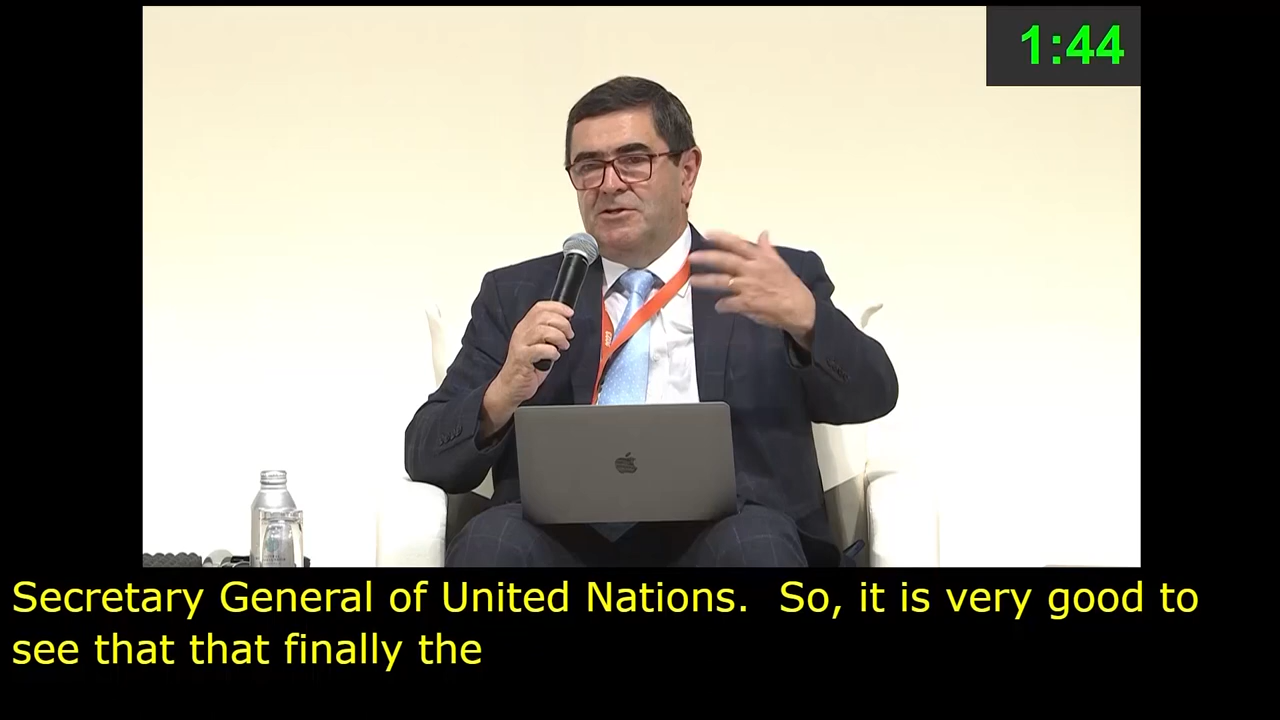 1:44
Secretary General of United Nations.  So, it is very good to
see that that finally the